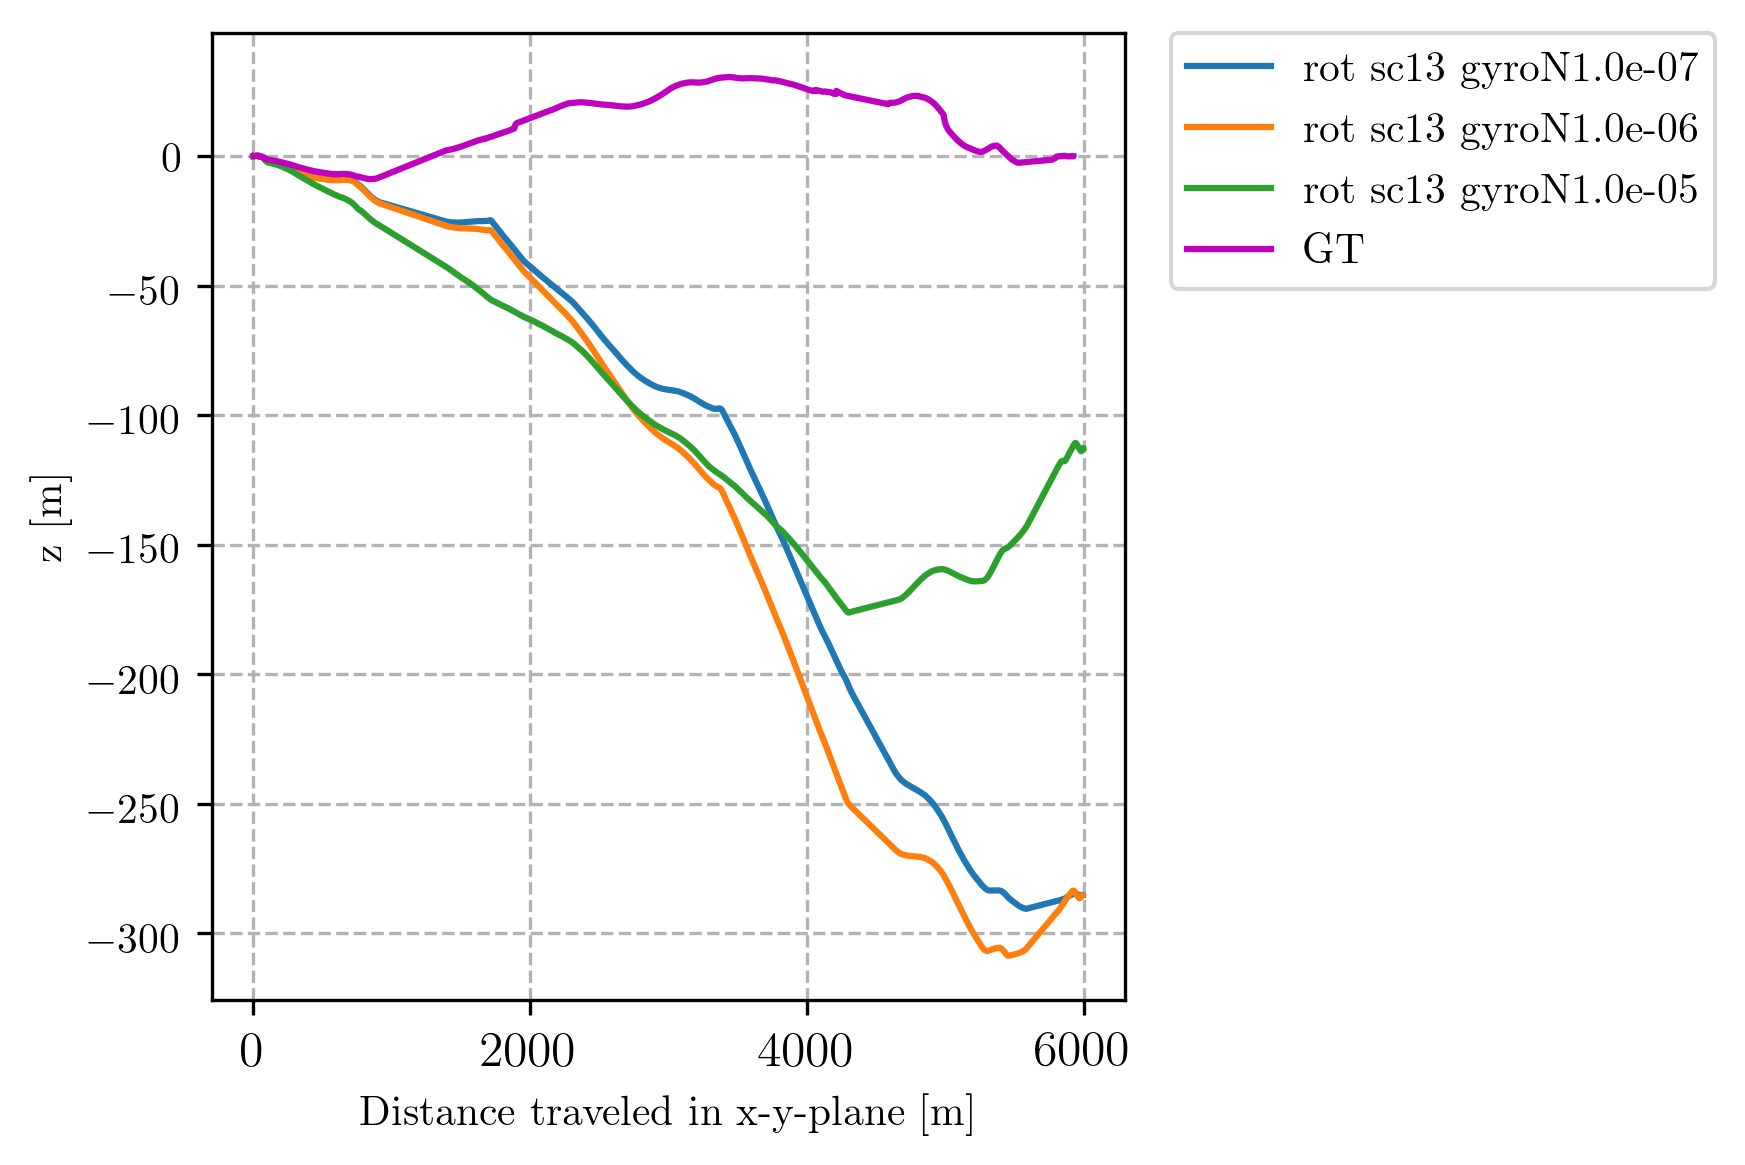 rot sc13 gyroN1.0e-07
rot sc13 gyroN1.0e-06
rot sc13 gyroN1.0e-05
GT
z [m]
0
−50
−100
−150
−200
−250
−300
0 2000 4000 6000
Distance traveled in x-y-plane [m]